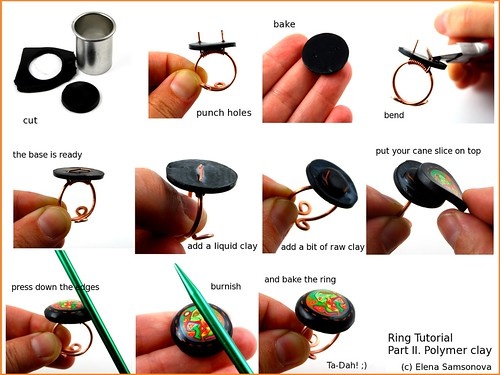 cut
punch holes
bake
bend
the base is ready
add a liquid clay
add a bit of raw clay
put your cane slice on top
press down the edges
burnish
and bake the ring
Ta-Dah! ;)
Ring Tutorial
Part II. Polymer clay
(c) Elena Samsonova